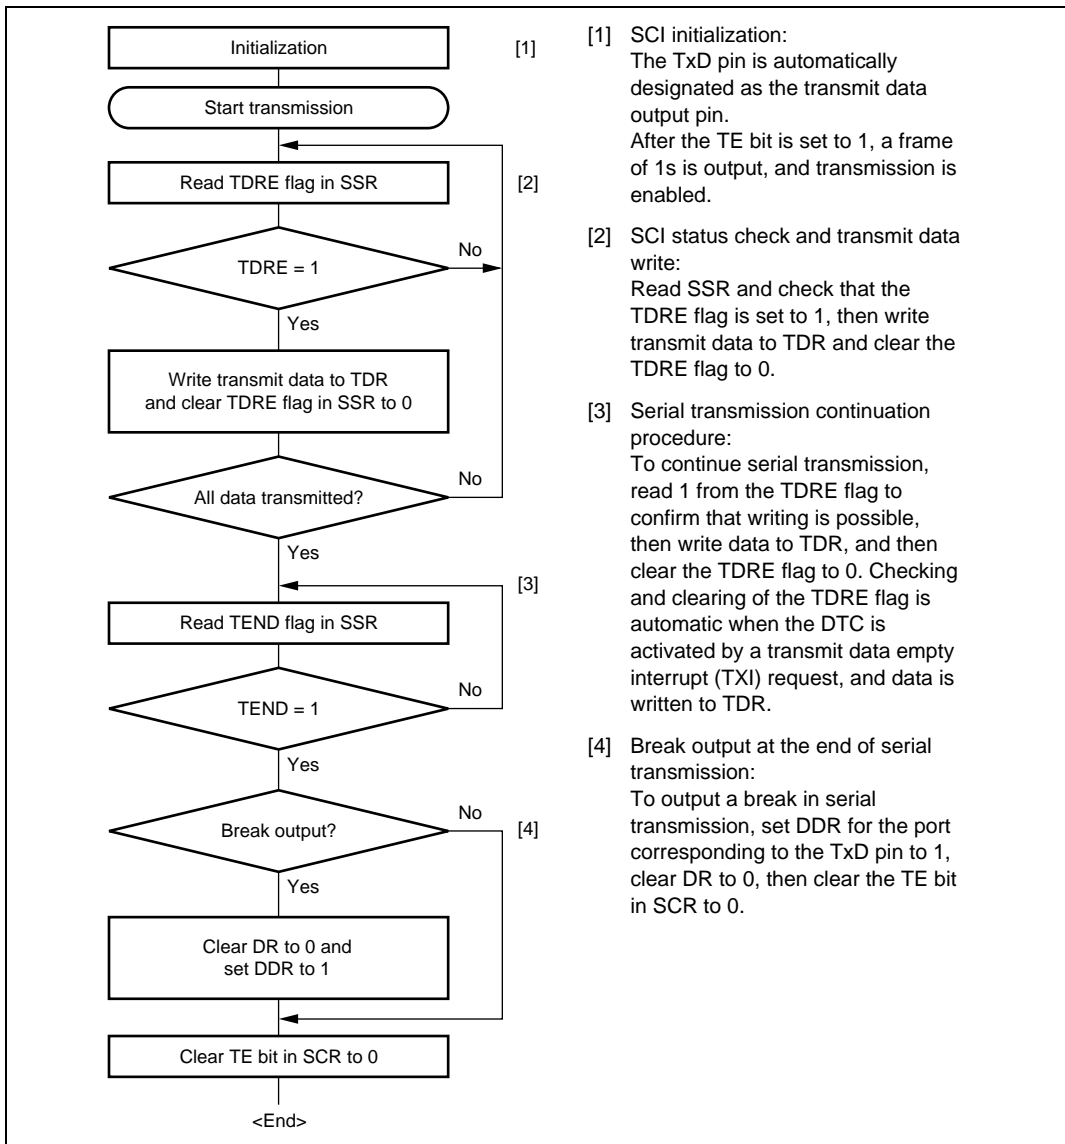 Initialization
[1]
Start transmission
Read TDRE flag in SSR
[2]
TDRE = 1
No
Yes
Write transmit data to TDR
and clear TDRE flag in SSR to 0
All data transmitted?
No
Yes
[3]
Read TEND flag in SSR
TEND = 1
No
Yes
Break output?
No
[4]
Yes
Clear DR to 0 and
set DDR to 1
Clear TE bit in SCR to 0
<End>
[1] SCI initialization:
The TxD pin is automatically
designated as the transmit data
output pin.
After the TE bit is set to 1, a frame
of 1s is output, and transmission is
enabled.
[2] SCI status check and transmit data
write:
Read SSR and check that the
TDRE flag is set to 1, then write
transmit data to TDR and clear the
TDRE flag to 0.
[3] Serial transmission continuation
procedure:
To continue serial transmission,
read 1 from the TDRE flag to
confirm that writing is possible,
then write data to TDR, and then
clear the TDRE flag to 0. Checking
and clearing of the TDRE flag is
automatic when the DTC is
activated by a transmit data empty
interrupt (TXI) request, and data is
written to TDR.
[4] Break output at the end of serial
transmission:
To output a break in serial
transmission, set DDR for the port
corresponding to the TxD pin to 1,
clear DR to 0, then clear the TE bit
in SCR to 0.